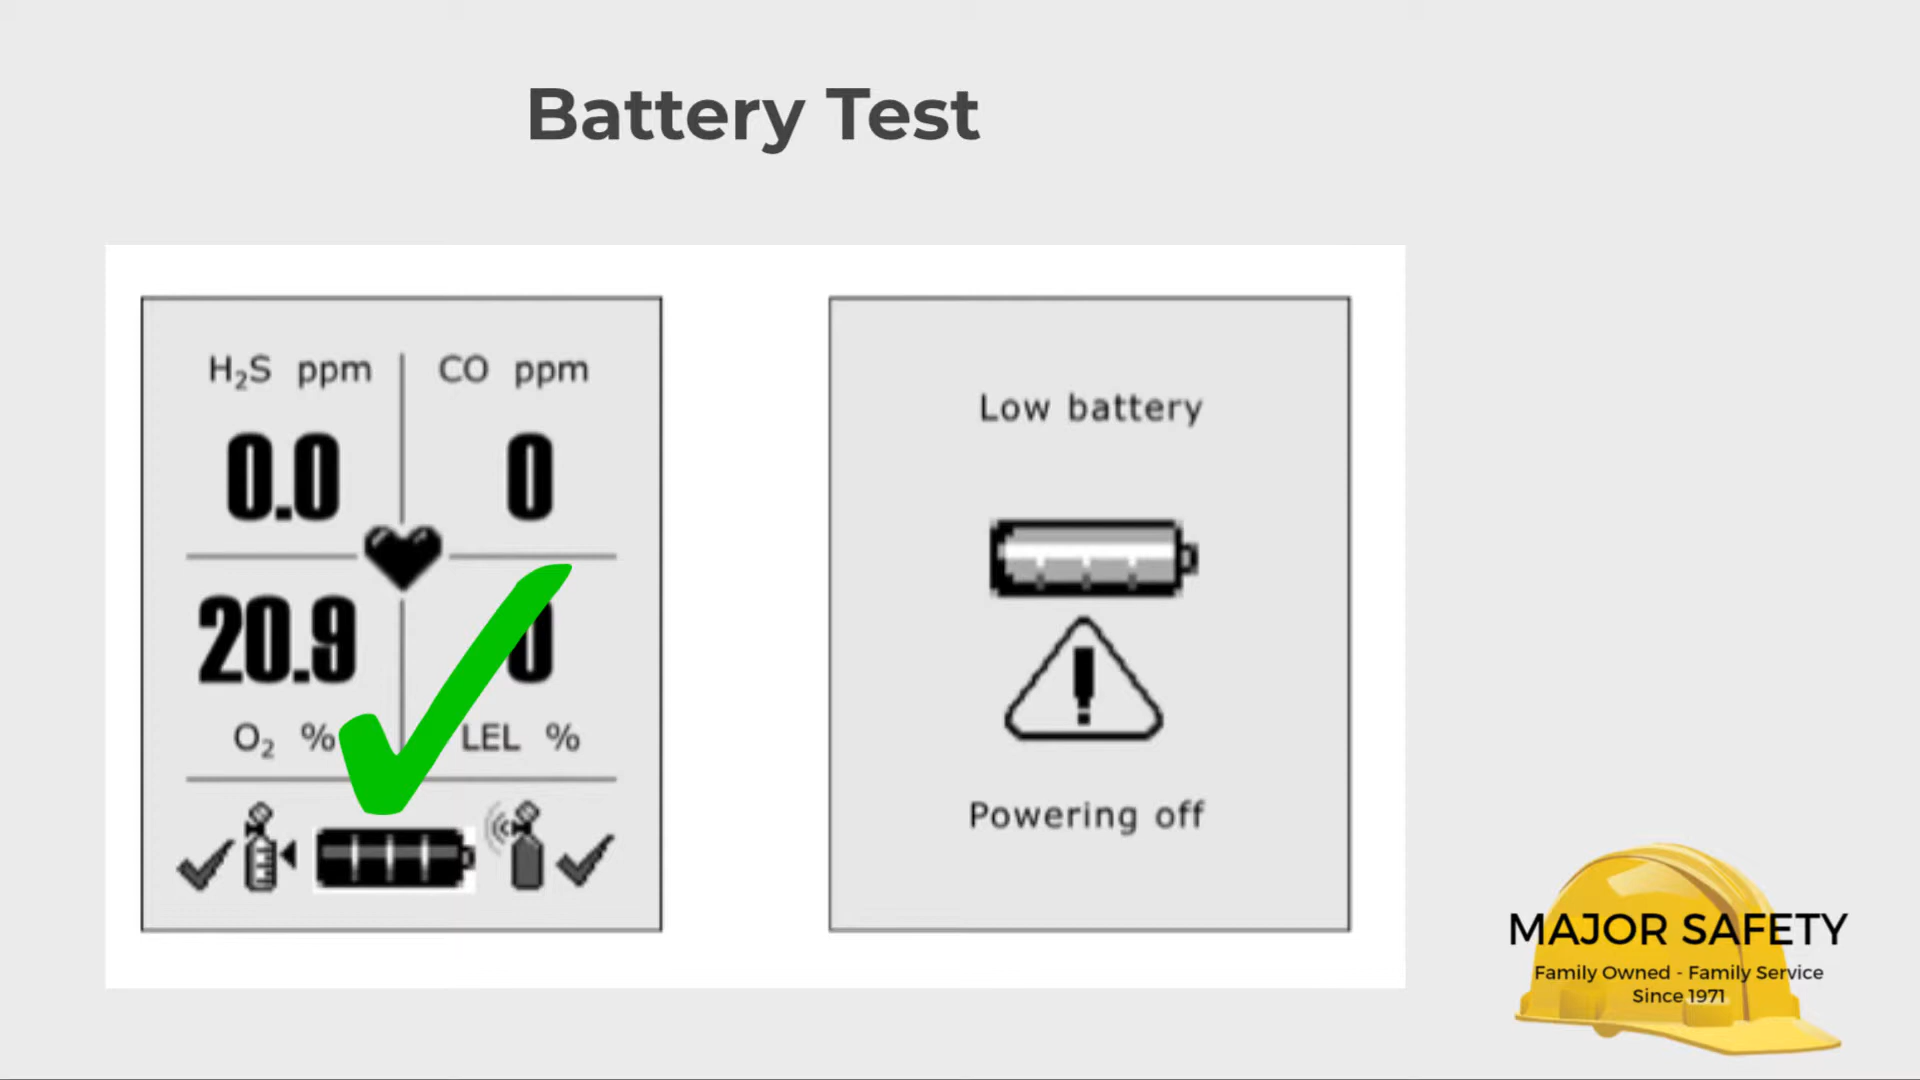 Battery Test
H₂S ppm
CO ppm
0.0
0
20.9
0
O₂ %
LEL %
Low battery
Powering off
MAJOR SAFETY
Family Owned - Family Service
Since 1971